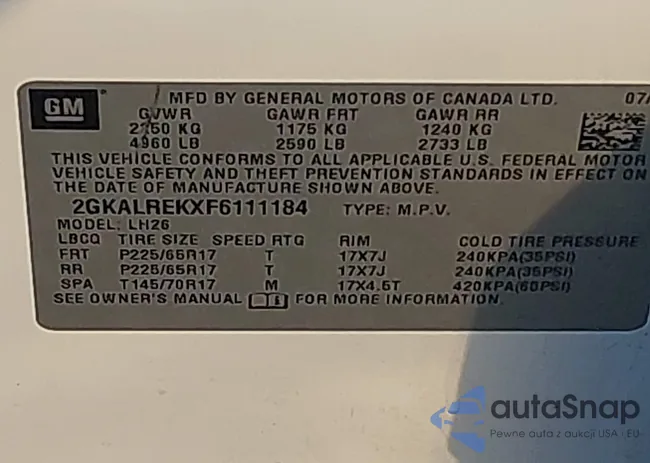 GM
MFD BY GENERAL MOTORS OF CANADA LTD. 07/
GVWR GAWR FRT GAWR RR
2250 KG 1175 KG 1240 KG
4960 LB 2590 LB 2733 LB
THIS VEHICLE CONFORMS TO ALL APPLICABLE U.S. FEDERAL MOTOR
VEHICLE SAFETY AND THEFT PREVENTION STANDARDS IN EFFECT ON
THE DATE OF MANUFACTURE SHOWN ABOVE.
2GKALREKXF6111184 TYPE: M.P.V.
MODEL: LH26
LBCQ TIRE SIZE SPEED RTG RIM COLD TIRE PRESSURE
FRT P225/65R17 T 17X7J 240KPA(35PSI)
RR P225/65R17 T 17X7J 240KPA(35PSI)
SPA T145/70R17 M 17X4.5T 420KPA(60PSI)
SEE OWNER'S MANUAL FOR MORE INFORMATION.
autaSnap
Pewne auta z aukcji USA · EU